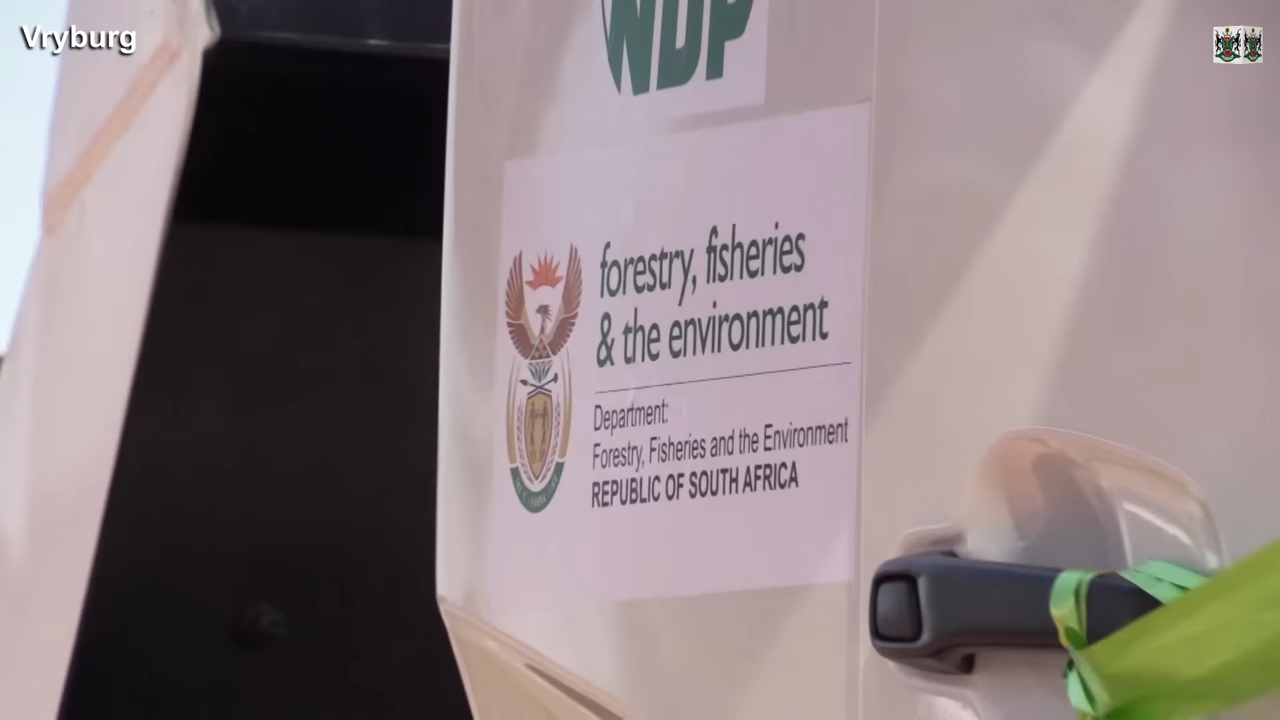 Vryburg
NDP
forestry, fisheries
& the environment
Department:
Forestry, Fisheries and the Environment
REPUBLIC OF SOUTH AFRICA